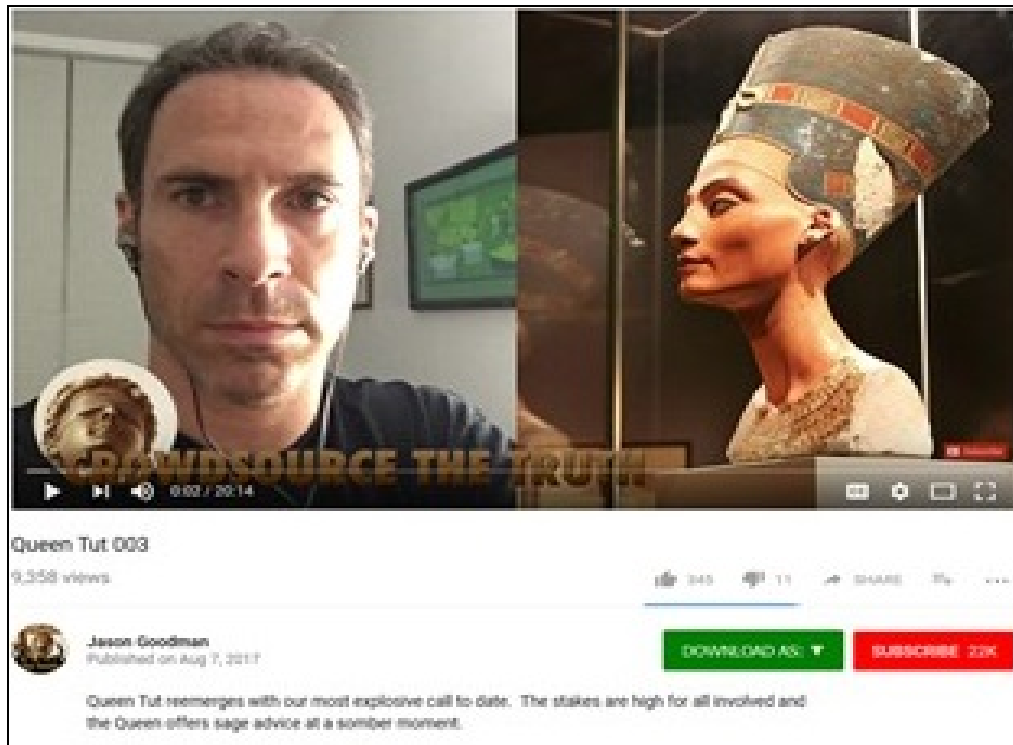 CROWDSOURCE THE TRUTH
0:02 / 20:14
Subscribe
Queen Tut 003
9,358 views
345 11 SHARE
Jason Goodman
Published on Aug 7, 2017
DOWNLOAD AS: ▼ SUBSCRIBE 22K
Queen Tut reemerges with our most explosive call to date. The stakes are high for all involved and
the Queen offers sage advice at a somber moment.